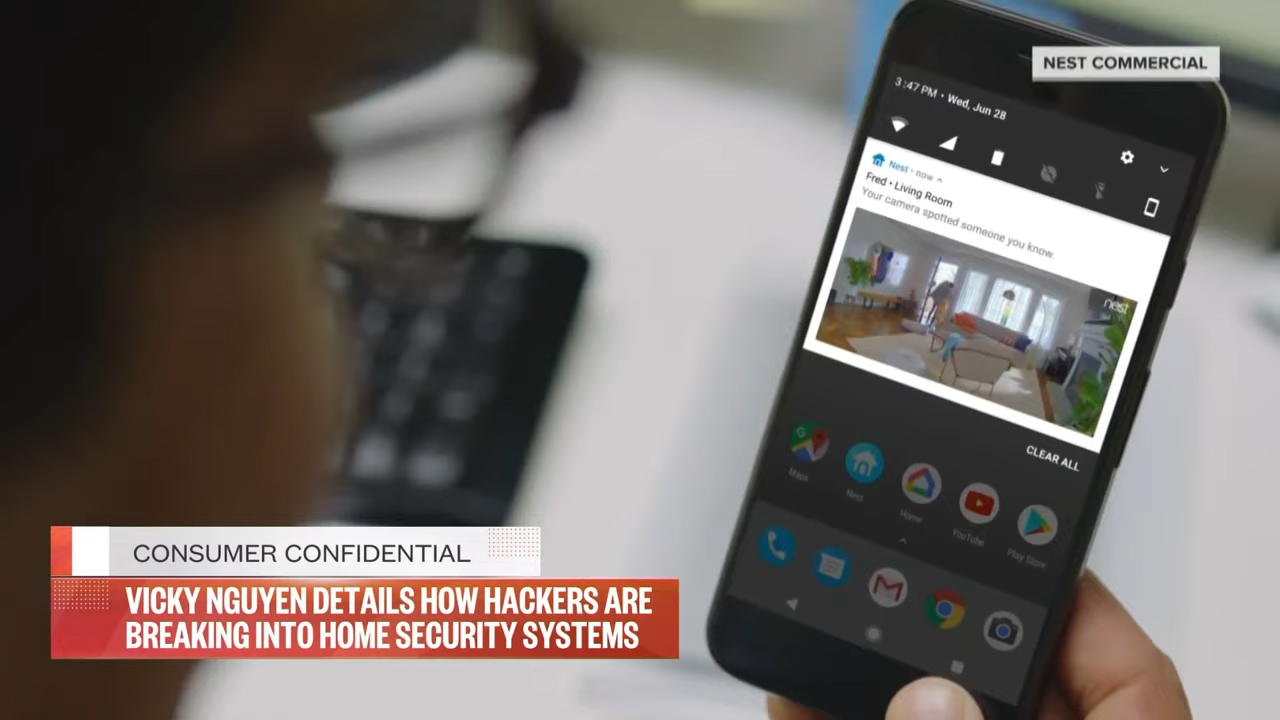 NEST COMMERCIAL
3:47 PM • Wed, Jun 28
Nest • now
Fred • Living Room
Your camera spotted someone you know.
nest
CLEAR ALL
Maps
Nest
Home
YouTube
Play Store
CONSUMER CONFIDENTIAL
VICKY NGUYEN DETAILS HOW HACKERS ARE
BREAKING INTO HOME SECURITY SYSTEMS